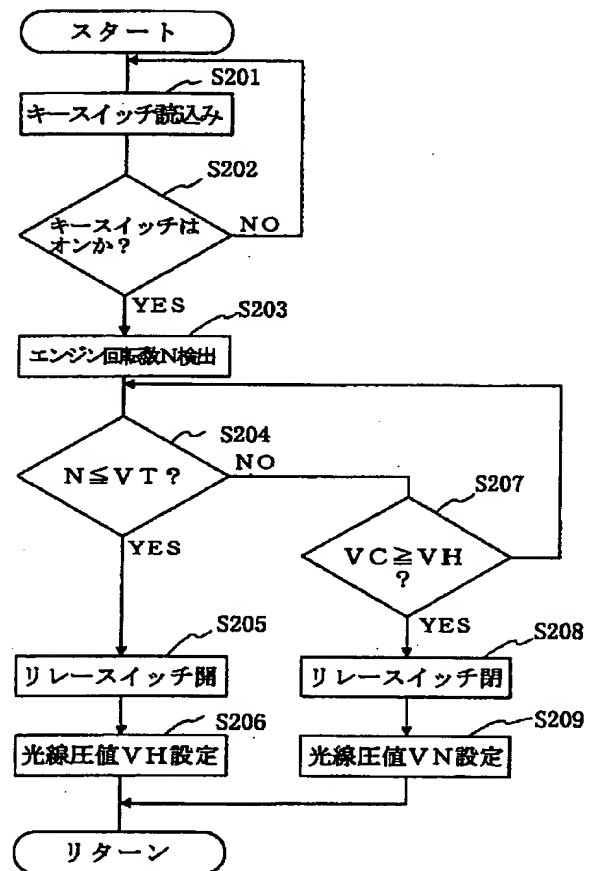 スタート
S201
キースイッチ読込み
S202
キースイッチは
オンか？
NO
YES
S203
エンジン回転数N検出
S204
N≦VT？
NO
S207
YES
VC≧VH
？
YES
S205
S208
リレースイッチ開
リレースイッチ閉
S206
S209
光線圧値VH設定
光線圧値VN設定
リターン